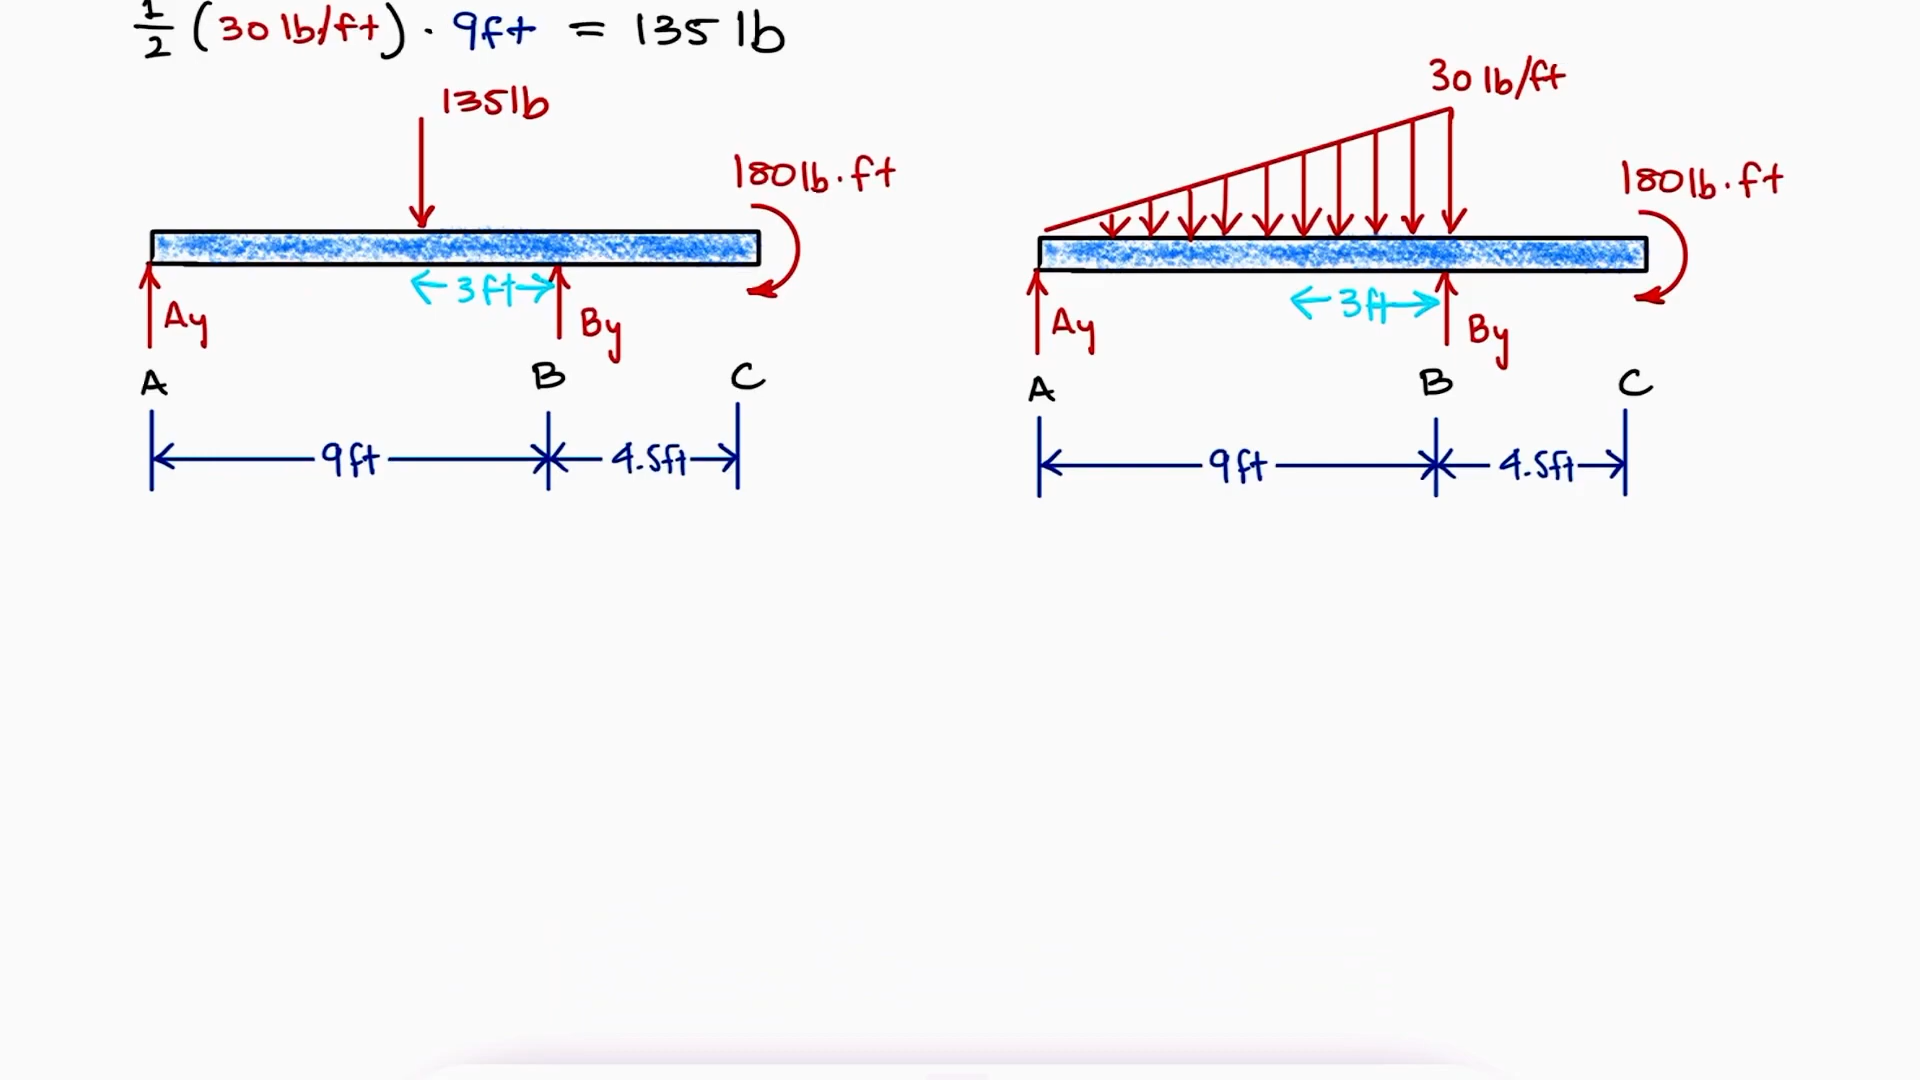 1/2 (30 lb/ft) · 9ft = 135 lb
135lb
180lb·ft
3ft
Ay
By
A B C
9ft 4.5ft
30 lb/ft
180lb·ft
3ft
Ay
By
A B C
9ft 4.5ft